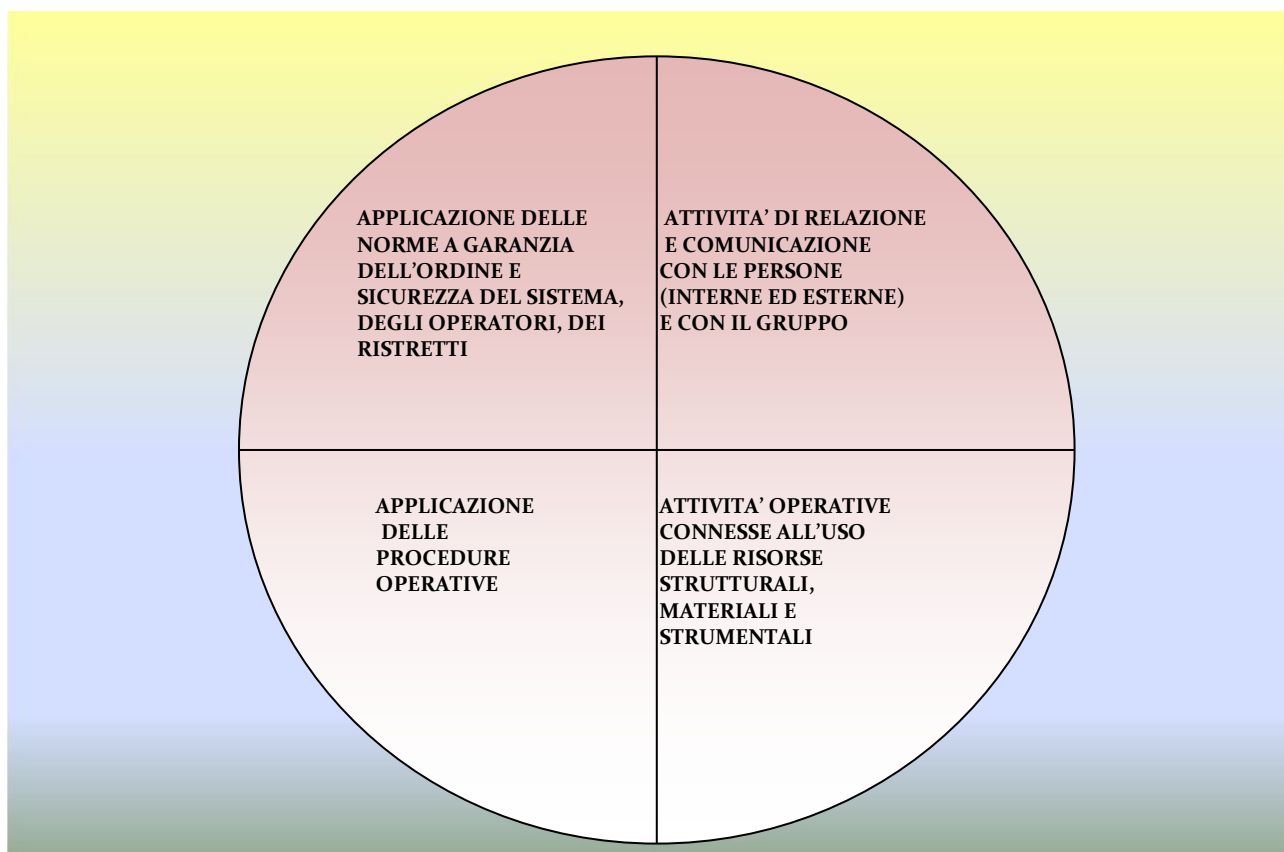 APPLICAZIONE DELLE
NORME A GARANZIA
DELL’ORDINE E
SICUREZZA DEL SISTEMA,
DEGLI OPERATORI, DEI
RISTRETTI
ATTIVITA’ DI RELAZIONE
E COMUNICAZIONE
CON LE PERSONE
(INTERNE ED ESTERNE)
E CON IL GRUPPO
APPLICAZIONE
DELLE
PROCEDURE
OPERATIVE
ATTIVITA’ OPERATIVE
CONNESSE ALL’USO
DELLE RISORSE
STRUTTURALI,
MATERIALI E
STRUMENTALI